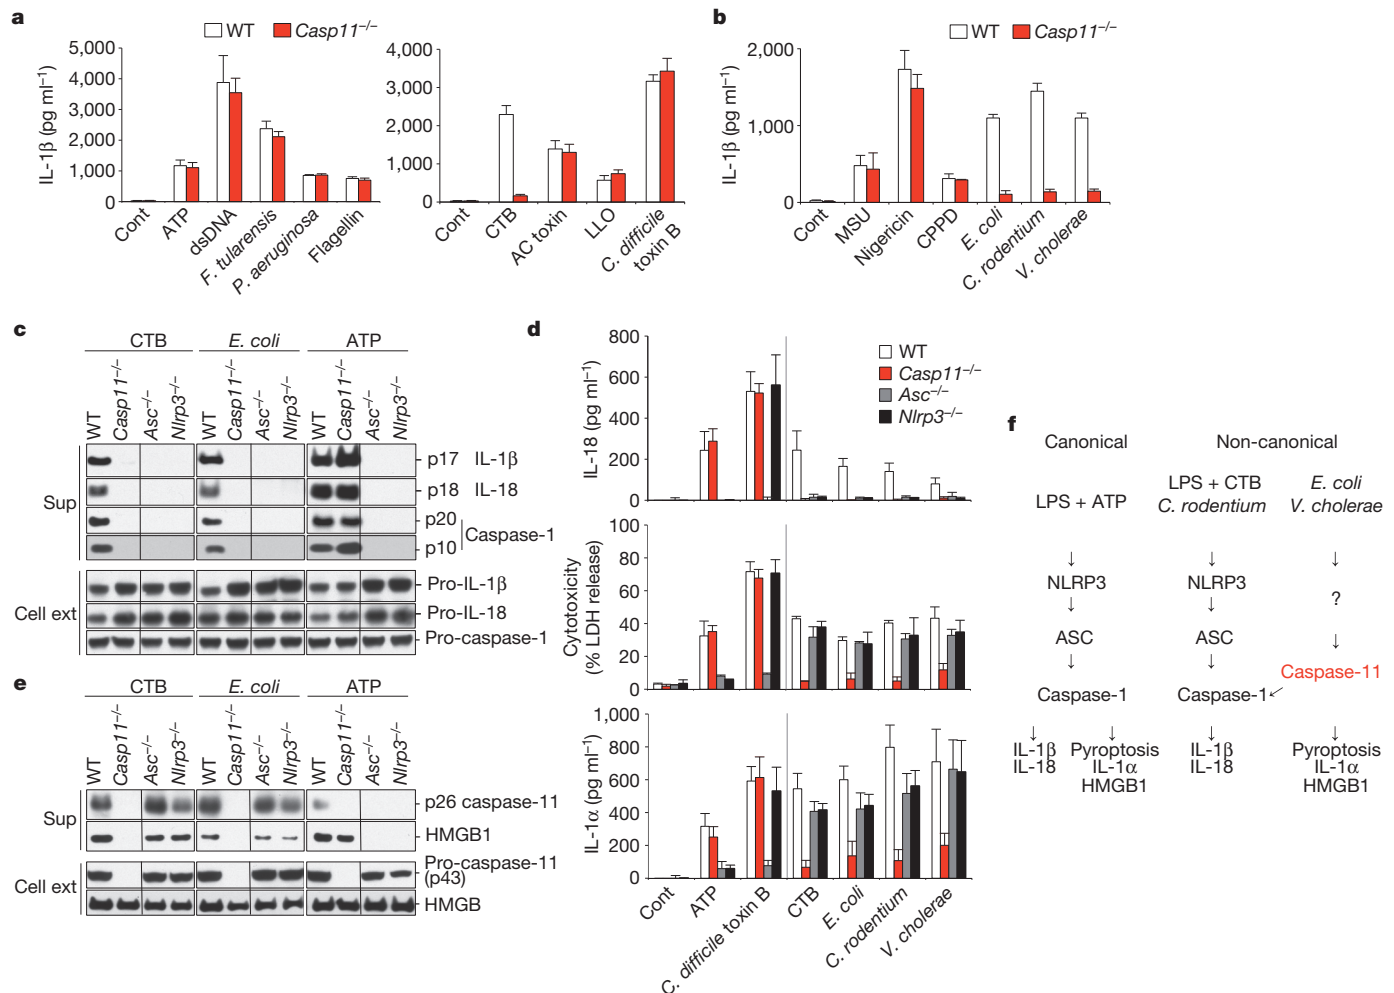 a
WT Casp11−/−
IL-1β (pg ml−1)
5,000
4,000
3,000
2,000
1,000
0
Cont
ATP
dsDNA
F. tularensis
P. aeruginosa
Flagellin
4,000
3,000
2,000
1,000
0
Cont
CTB
AC toxin
LLO
C. difficile
toxin B
b
WT Casp11−/−
IL-1β (pg ml−1)
2,000
1,000
0
Cont
MSU
Nigericin
CPPD
E. coli
C. rodentium
V. cholerae
c
CTB E. coli ATP
WT Casp11−/− Asc−/− Nlrp3−/− WT Casp11−/− Asc−/− Nlrp3−/− WT Casp11−/− Asc−/− Nlrp3−/−
Sup
p17 IL-1β
p18 IL-18
p20
Caspase-1
p10
Cell ext
Pro-IL-1β
Pro-IL-18
Pro-caspase-1
d
WT
Casp11−/−
Asc−/−
Nlrp3−/−
IL-18 (pg ml−1)
800
600
400
200
0
Cytotoxicity
(% LDH release)
100
80
60
40
20
0
IL-1α (pg ml−1)
1,000
800
600
400
200
0
Cont
ATP
C. difficile toxin B
CTB
E. coli
C. rodentium
V. cholerae
e
CTB E. coli ATP
WT Casp11−/− Asc−/− Nlrp3−/− WT Casp11−/− Asc−/− Nlrp3−/− WT Casp11−/− Asc−/− Nlrp3−/−
Sup
p26 caspase-11
HMGB1
Cell ext
Pro-caspase-11
(p43)
HMGB
f
Canonical Non-canonical
LPS + ATP
LPS + CTB
C. rodentium
E. coli
V. cholerae
↓ ↓ ↓
NLRP3 NLRP3 ?
↓ ↓ ↓
ASC ASC Caspase-11
↓ ↓
Caspase-1 Caspase-1←
↓ ↓ ↓ ↓
IL-1β Pyroptosis IL-1β Pyroptosis
IL-18 IL-1α IL-18 IL-1α
HMGB1 HMGB1